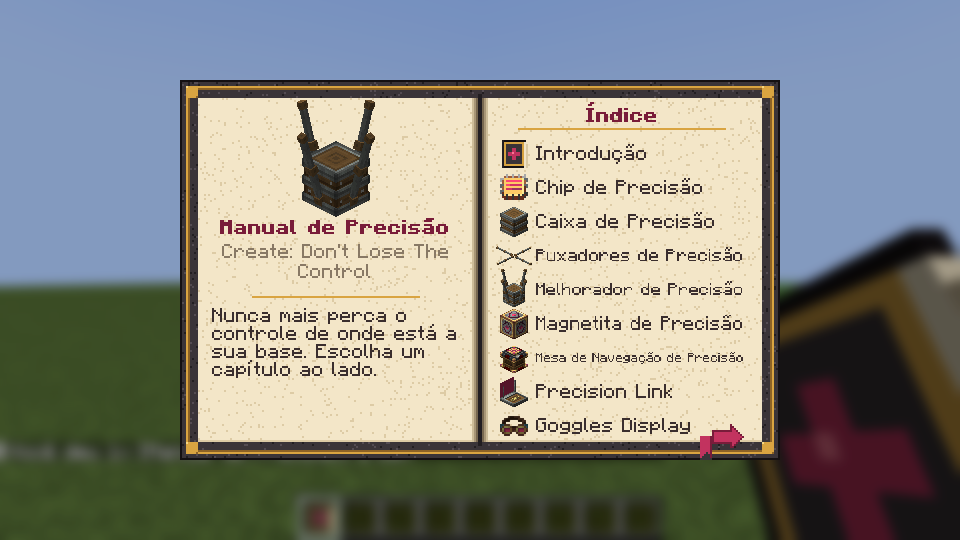 Manual de Precisão
Create: Don't Lose The
Control
Nunca mais perca o
controle de onde está a
sua base. Escolha um
capítulo ao lado.
Índice
Introdução
Chip de Precisão
Caixa de Precisão
Puxadores de Precisão
Melhorador de Precisão
Magnetita de Precisão
Mesa de Navegação de Precisão
Precision Link
Goggles Display